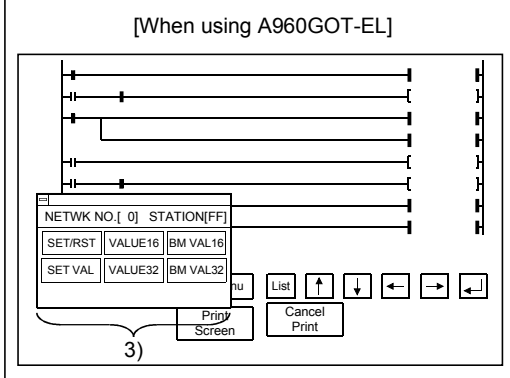 [When using A960GOT-EL]
NETWK NO.[ 0] STATION[FF]
SET/RST VALUE16 BM VAL16
SET VAL VALUE32 BM VAL32
nu List ↑ ↓ ← → ↵
Print
Screen
Cancel
Print
3)